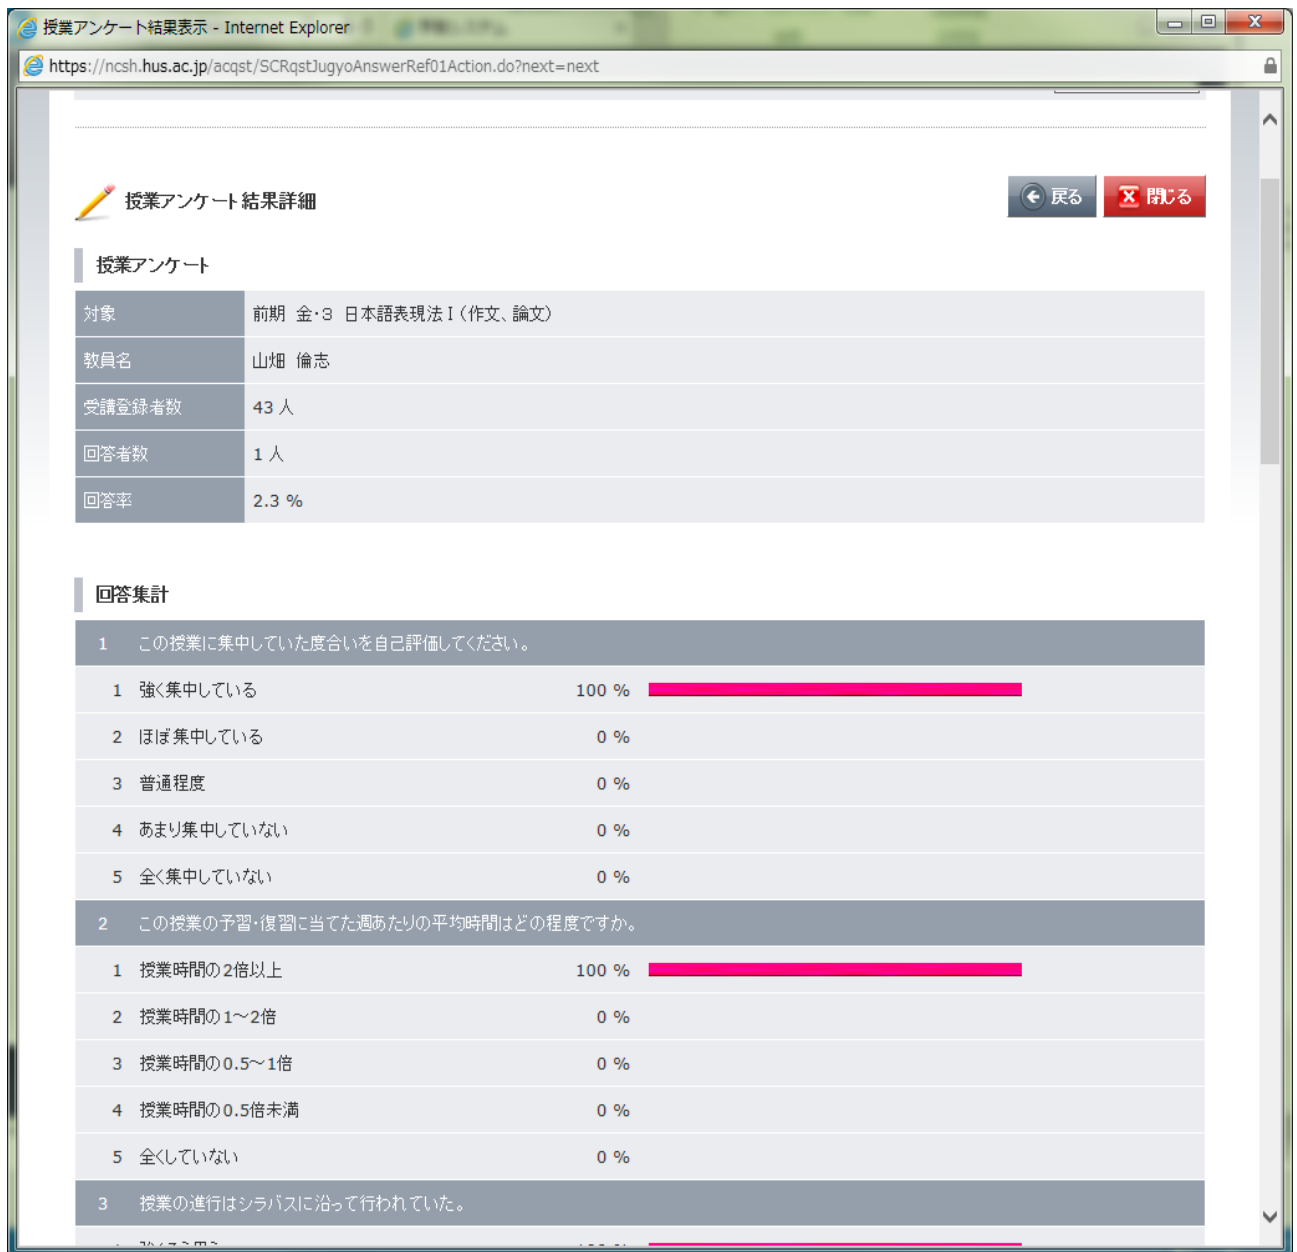 授業アンケート結果表示 - Internet Explorer
https://ncsh.hus.ac.jp/acqst/SCRqstJugyoAnswerRef01Action.do?next=next
授業アンケート結果詳細
戻る
閉じる
授業アンケート
対象 前期 金・3 日本語表現法Ⅰ（作文、論文）
教員名 山畑 倫志
受講登録者数 43 人
回答者数 1 人
回答率 2.3 %
回答集計
1 この授業に集中していた度合いを自己評価してください。
1 強く集中している 100 %
2 ほぼ集中している 0 %
3 普通程度 0 %
4 あまり集中していない 0 %
5 全く集中していない 0 %
2 この授業の予習・復習に当てた週あたりの平均時間はどの程度ですか。
1 授業時間の2倍以上 100 %
2 授業時間の1～2倍 0 %
3 授業時間の0.5～1倍 0 %
4 授業時間の0.5倍未満 0 %
5 全くしていない 0 %
3 授業の進行はシラバスに沿って行われていた。